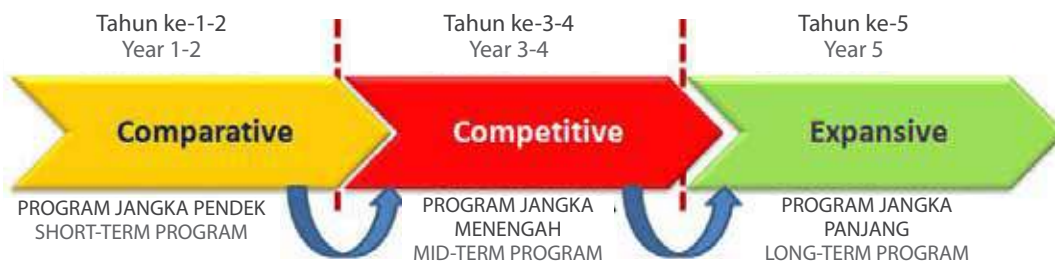 Tahun ke-1-2
Year 1-2
Tahun ke-3-4
Year 3-4
Tahun ke-5
Year 5
Comparative
Competitive
Expansive
PROGRAM JANGKA PENDEK
SHORT-TERM PROGRAM
PROGRAM JANGKA
MENENGAH
MID-TERM PROGRAM
PROGRAM JANGKA
PANJANG
LONG-TERM PROGRAM